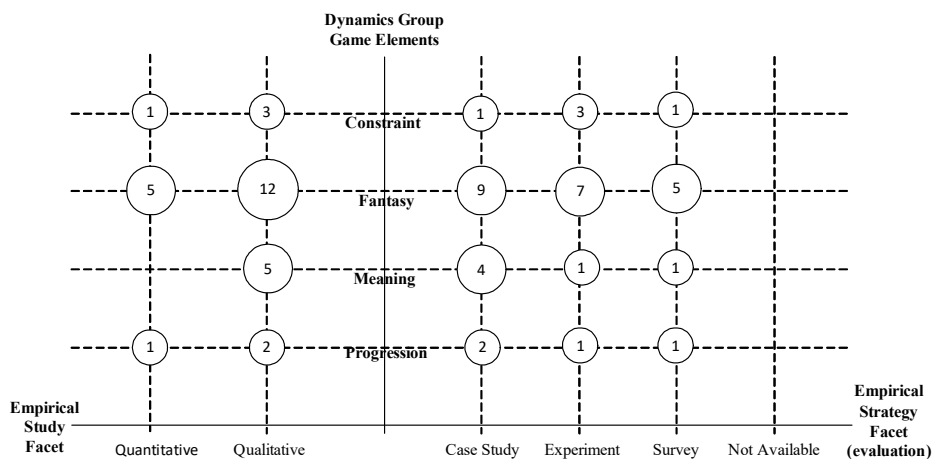 Dynamics Group
Game Elements
1 3 Constraint 1 3 1
5 12 Fantasy 9 7 5
5 Meaning 4 1 1
1 2 Progression 2 1 1
Empirical
Study
Facet
Quantitative Qualitative Case Study Experiment Survey Not Available
Empirical
Strategy
Facet
(evaluation)